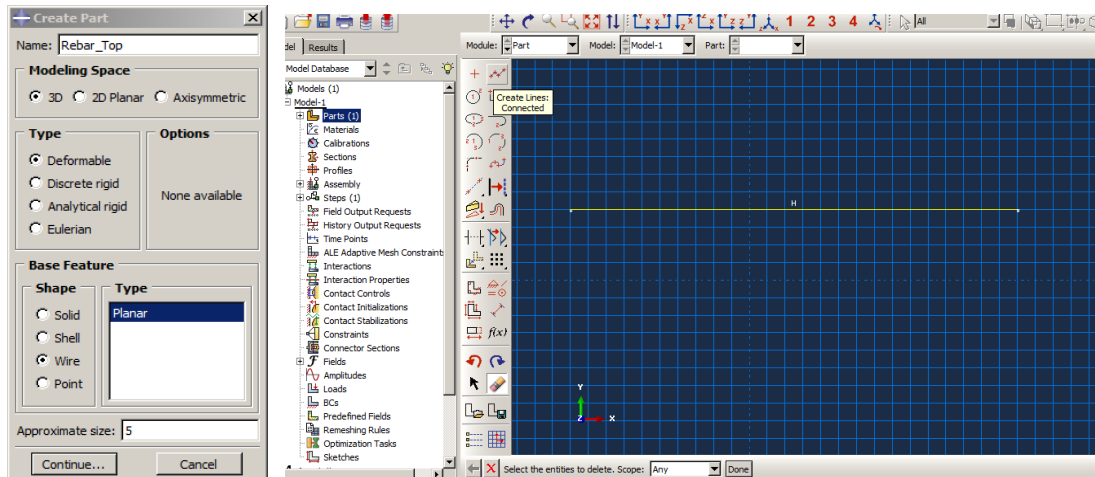 Create Part
Name: Rebar_Top
Modeling Space
3D 2D Planar Axisymmetric
Type
Deformable
Discrete rigid
Analytical rigid
Eulerian
Options
None available
Base Feature
Shape
Solid
Shell
Wire
Point
Type
Planar
Approximate size: 5
Continue... Cancel
1 2 3 4 All
del Results
Module: Part Model: Model-1 Part:
Model Database
Models (1)
Model-1
Parts (1)
Materials
Calibrations
Sections
Profiles
Assembly
Steps (1)
Field Output Requests
History Output Requests
Time Points
ALE Adaptive Mesh Constraints
Interactions
Interaction Properties
Contact Controls
Contact Initializations
Contact Stabilizations
Constraints
Connector Sections
Fields
Amplitudes
Loads
BCs
Predefined Fields
Remeshing Rules
Optimization Tasks
Sketches
Create Lines:
Connected
f(x)
H
Y
Z X
Select the entities to delete. Scope: Any Done